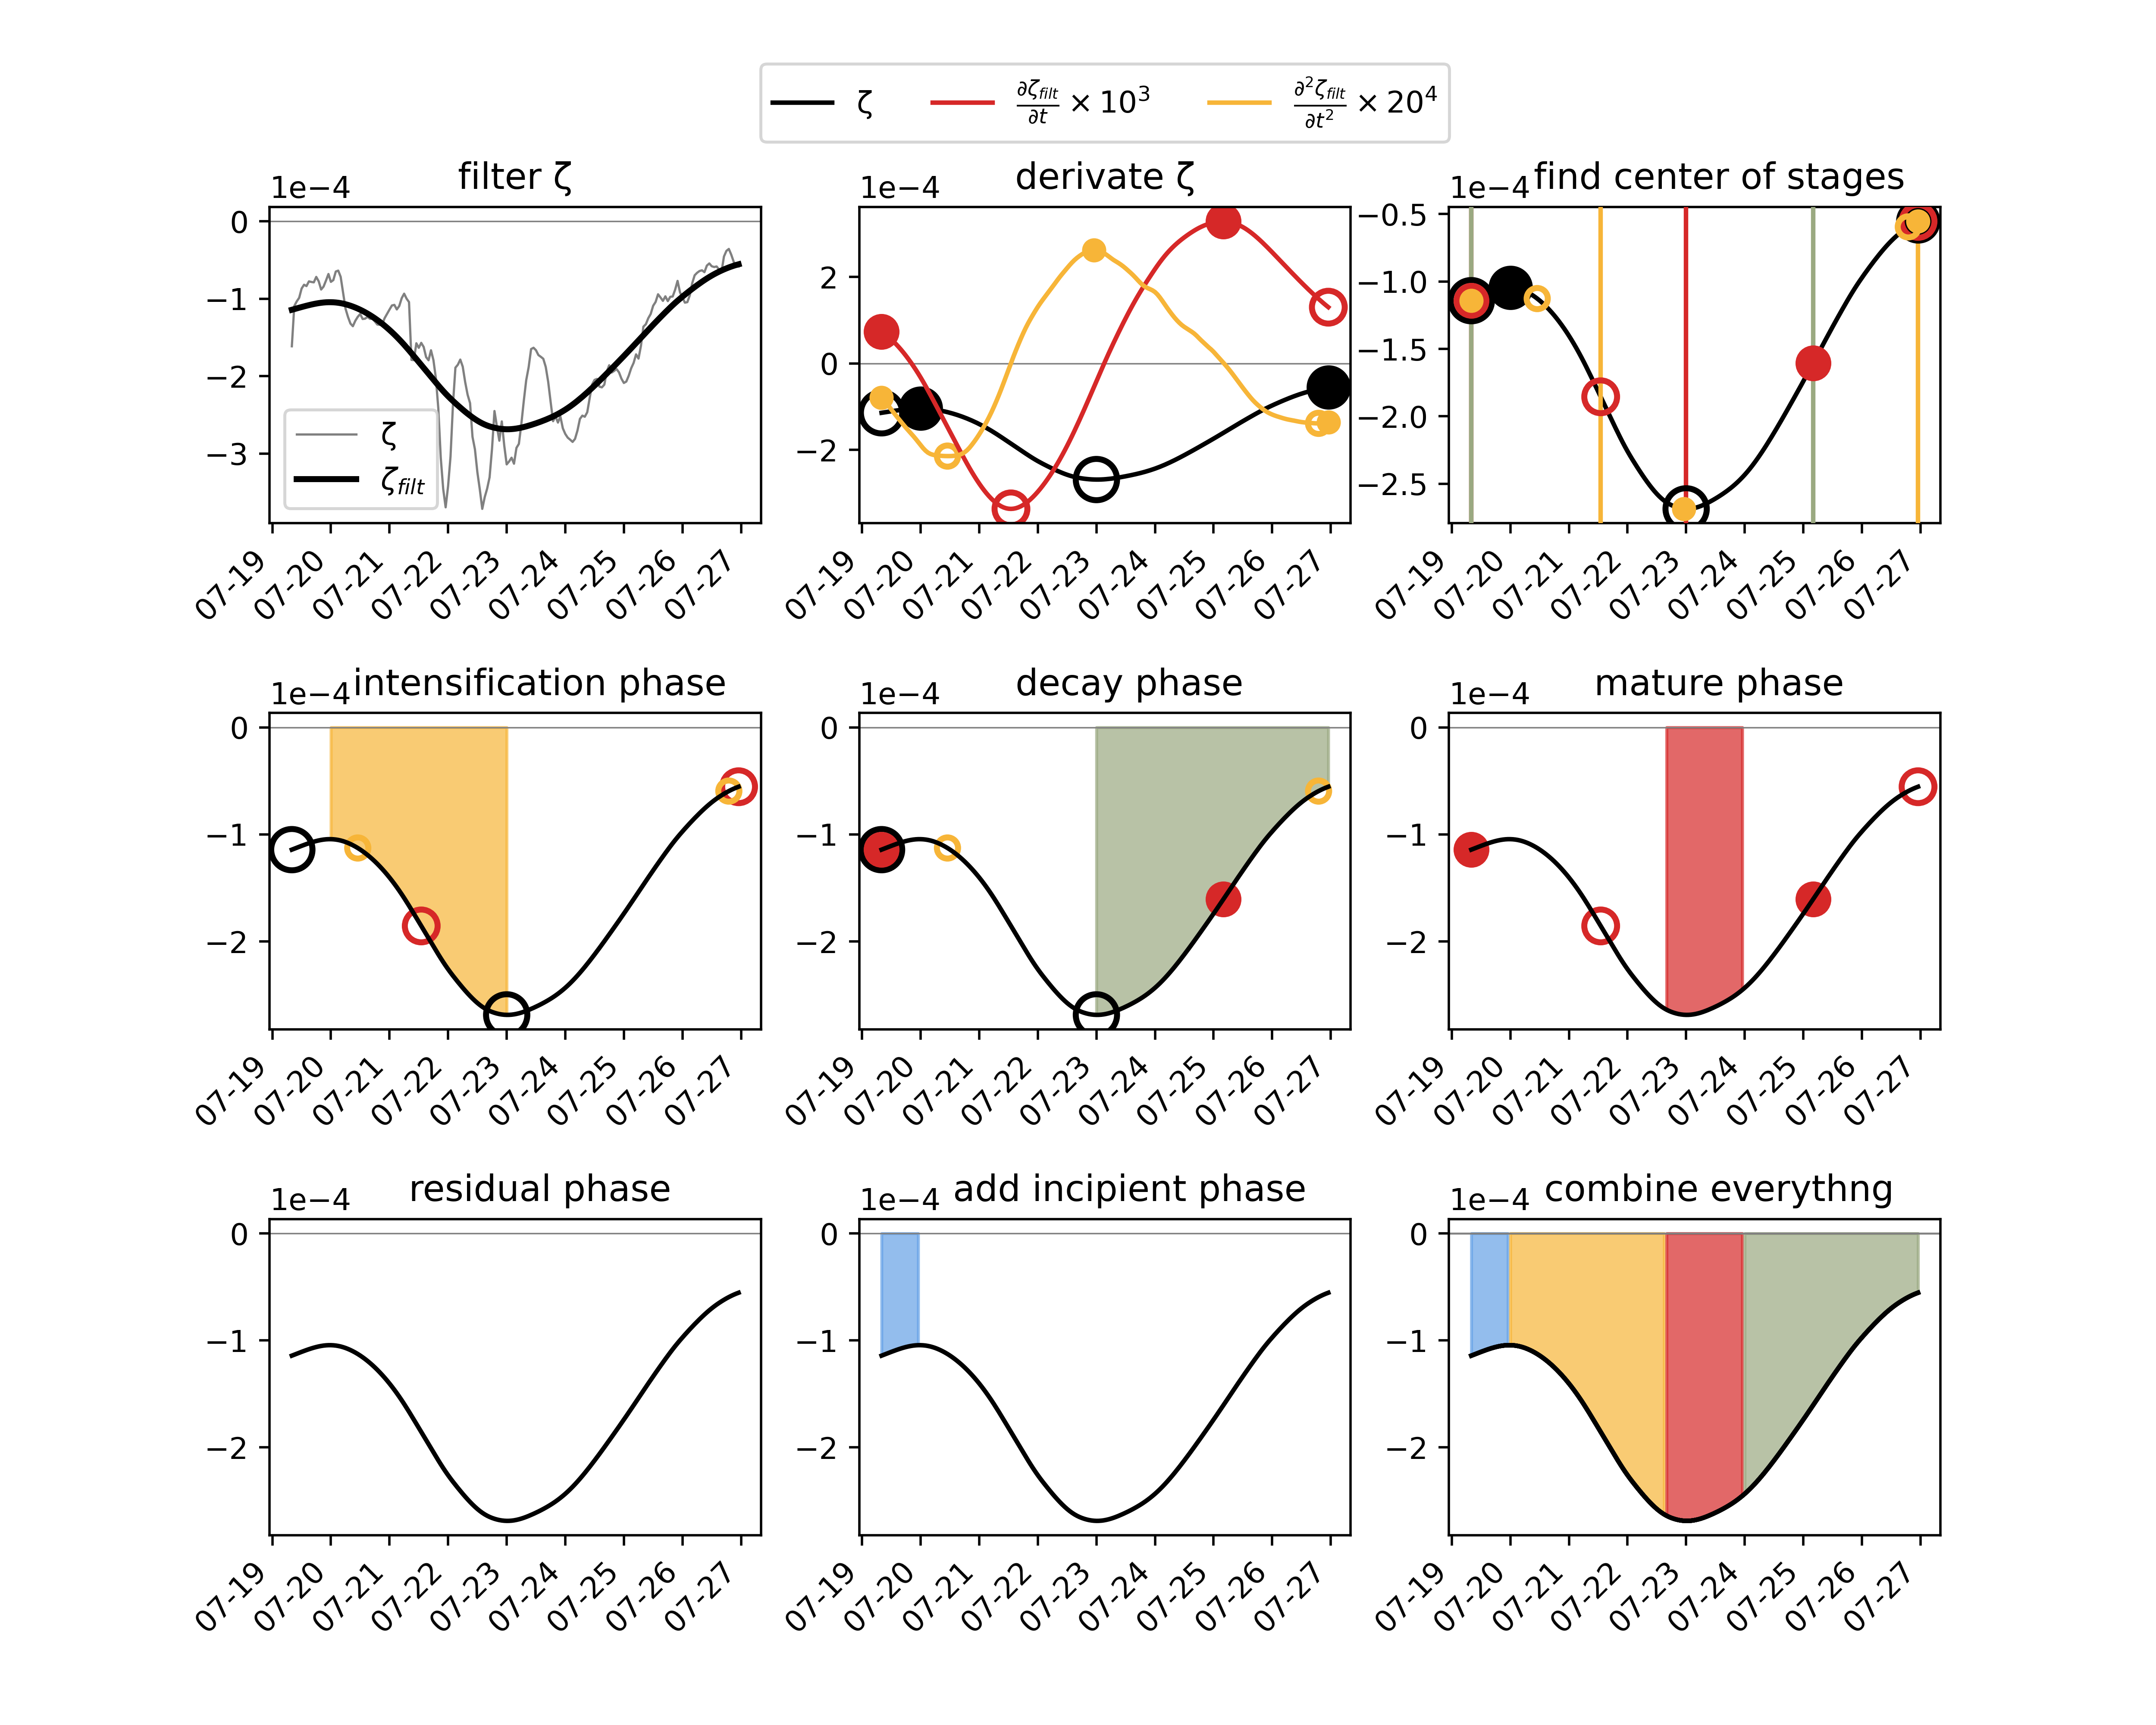 ζ ∂ζ_filt/∂t × 10³ ∂²ζ_filt/∂t² × 20⁴
filter ζ
1e−4
0
−1
−2
−3
ζ
ζ_filt
07-19 07-20 07-21 07-22 07-23 07-24 07-25 07-26 07-27
derivate ζ
1e−4
2
0
−2
07-19 07-20 07-21 07-22 07-23 07-24 07-25 07-26 07-27
find center of stages
1e−4
−0.5
−1.0
−1.5
−2.0
−2.5
07-19 07-20 07-21 07-22 07-23 07-24 07-25 07-26 07-27
intensification phase
1e−4
0
−1
−2
07-19 07-20 07-21 07-22 07-23 07-24 07-25 07-26 07-27
decay phase
1e−4
0
−1
−2
07-19 07-20 07-21 07-22 07-23 07-24 07-25 07-26 07-27
mature phase
1e−4
0
−1
−2
07-19 07-20 07-21 07-22 07-23 07-24 07-25 07-26 07-27
residual phase
1e−4
0
−1
−2
07-19 07-20 07-21 07-22 07-23 07-24 07-25 07-26 07-27
add incipient phase
1e−4
0
−1
−2
07-19 07-20 07-21 07-22 07-23 07-24 07-25 07-26 07-27
combine everythng
1e−4
0
−1
−2
07-19 07-20 07-21 07-22 07-23 07-24 07-25 07-26 07-27